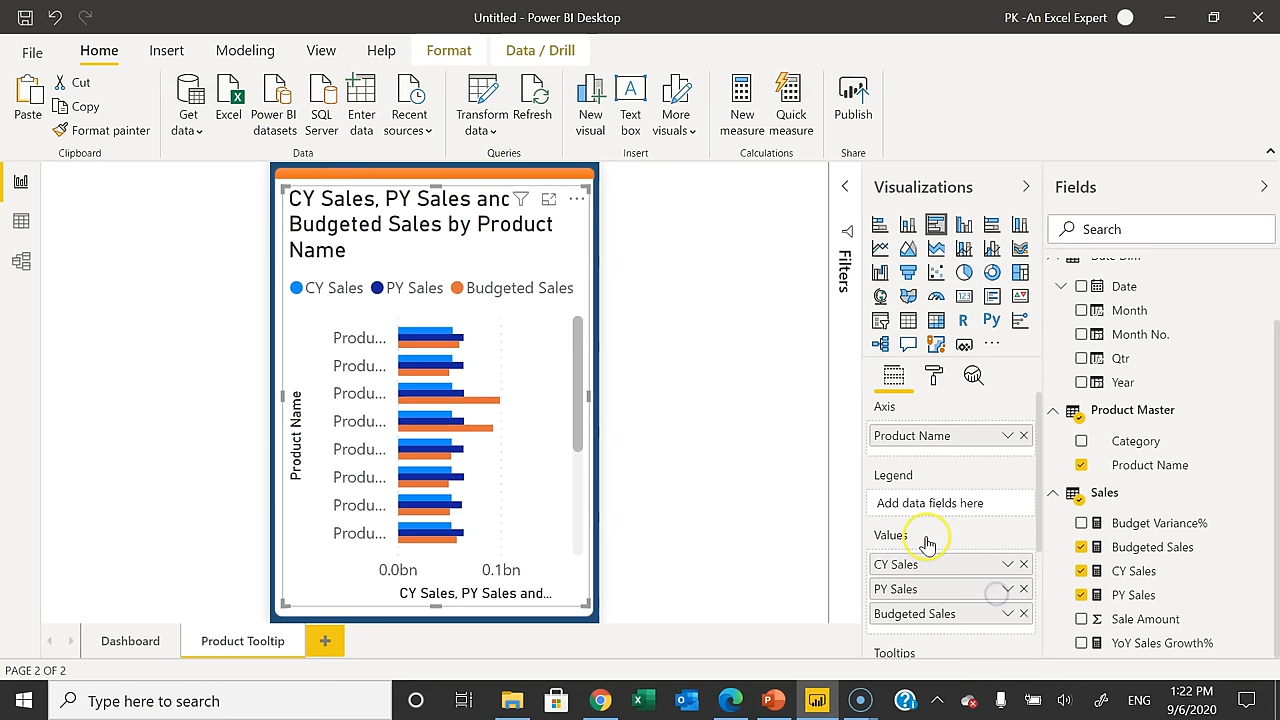 Untitled - Power BI Desktop
PK -An Excel Expert
File
Home
Insert
Modeling
View
Help
Format
Data / Drill
Paste
Cut
Copy
Format painter
Clipboard
Get data
Excel
Power BI datasets
SQL Server
Enter data
Recent sources
Data
Transform data
Refresh
Queries
New visual
Text box
More visuals
Insert
New measure
Quick measure
Calculations
Publish
Share
CY Sales, PY Sales and
Budgeted Sales by Product
Name
CY Sales
PY Sales
Budgeted Sales
Produ...
Produ...
Produ...
Produ...
Produ...
Produ...
Produ...
Produ...
Product Name
0.0bn
0.1bn
CY Sales, PY Sales and...
Filters
Visualizations
R
Py
123
Axis
Product Name
Legend
Add data fields here
Values
CY Sales
PY Sales
Budgeted Sales
Tooltips
Fields
Search
Date
Month
Month No.
Qtr
Year
Product Master
Category
Product Name
Sales
Budget Variance%
Budgeted Sales
CY Sales
PY Sales
Sale Amount
YoY Sales Growth%
Dashboard
Product Tooltip
PAGE 2 OF 2
Type here to search
ENG
1:22 PM
9/6/2020